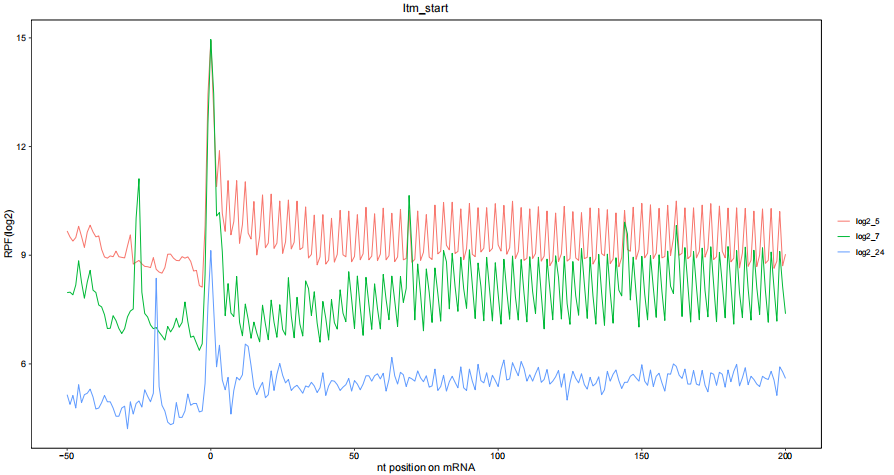 ltm_start
15
12
9
6
RPF(log2)
-50
0
50
100
150
200
nt position on mRNA
log2_5
log2_7
log2_24